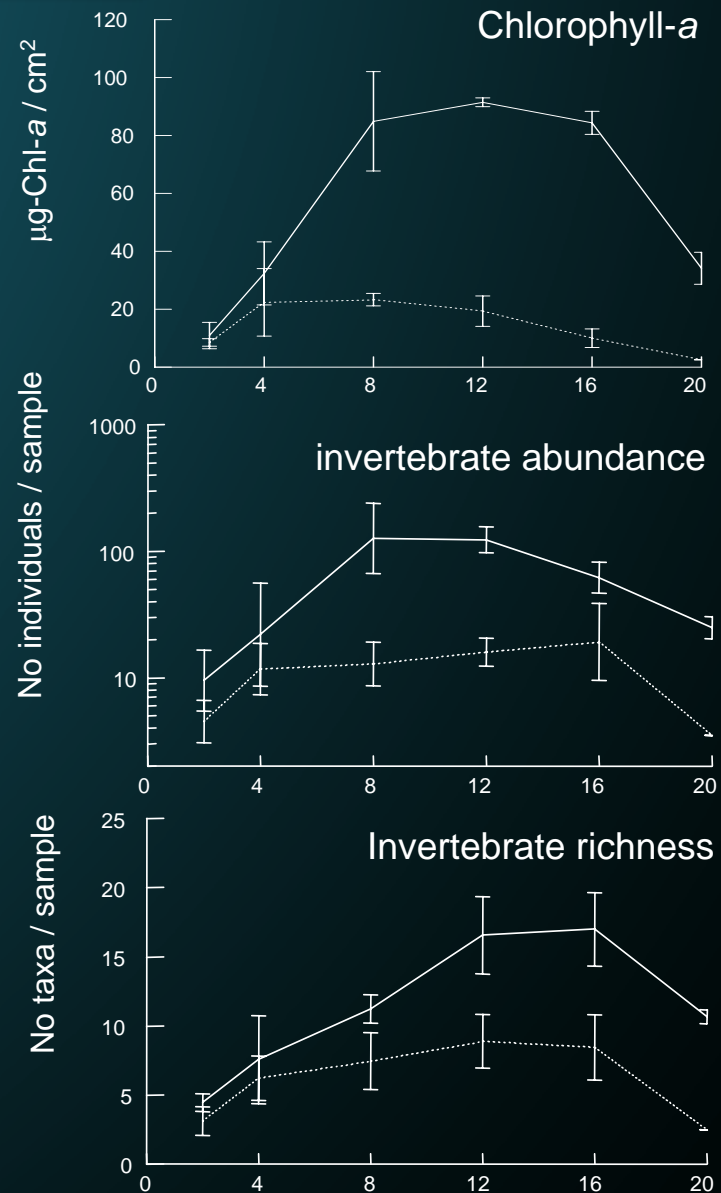 Chlorophyll-a
µg-Chl-a / cm²
120
100
80
60
40
20
0
0 4 8 12 16 20
invertebrate abundance
No individuals / sample
1000
100
10
0 4 8 12 16 20
Invertebrate richness
No taxa / sample
25
20
15
10
5
0
0 4 8 12 16 20